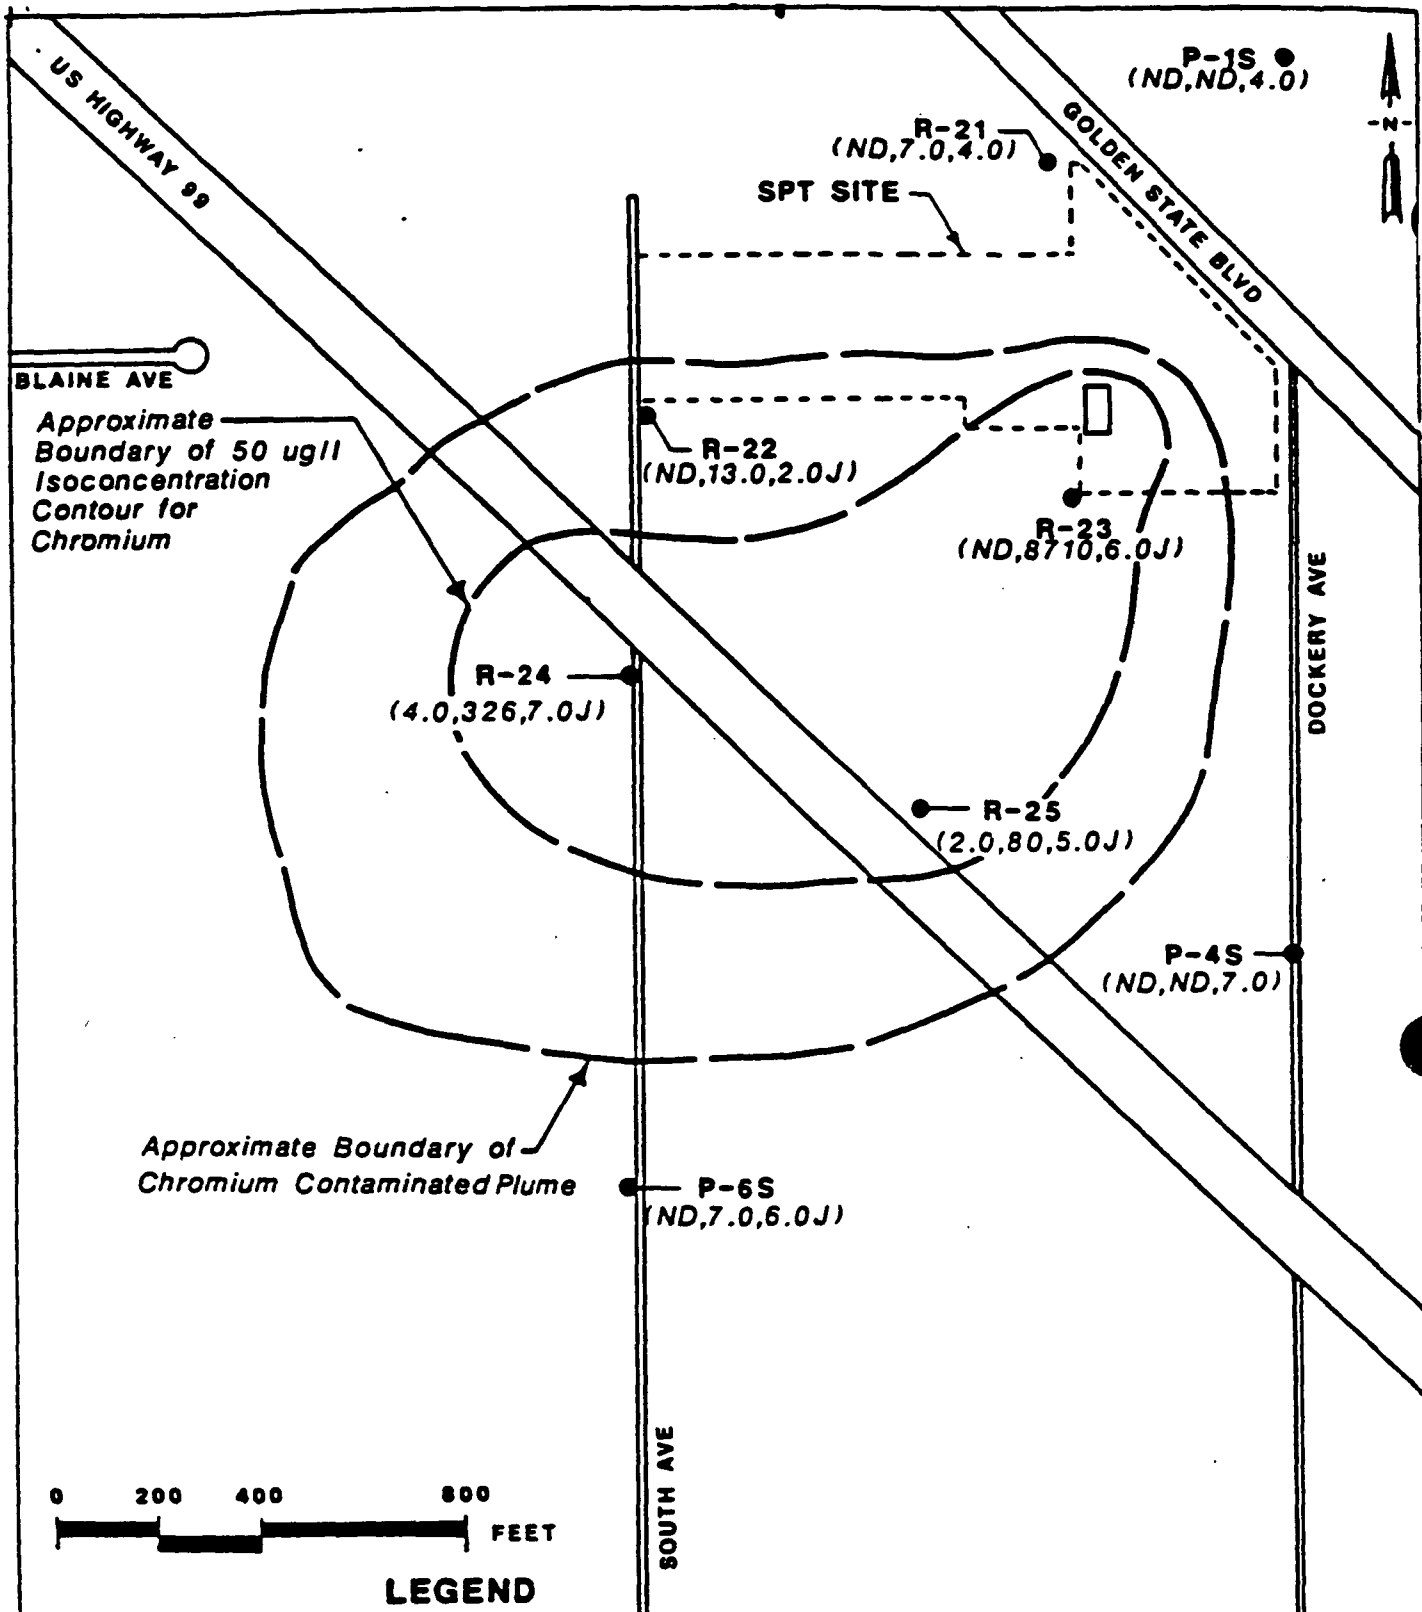 US HIGHWAY 99
P-1S
(ND,ND,4.0)
-N-
R-21
(ND,7.0,4.0)
GOLDEN STATE BLVD
SPT SITE
BLAINE AVE
Approximate
Boundary of 50 ug/l
Isoconcentration
Contour for
Chromium
R-22
(ND,13.0,2.0J)
R-23
(ND,8710,6.0J)
DOCKERY AVE
R-24
(4.0,326,7.0J)
R-25
(2.0,80,5.0J)
P-4S
(ND,ND,7.0)
Approximate Boundary of
Chromium Contaminated Plume
P-6S
(ND,7.0,6.0J)
SOUTH AVE
0 200 400 800
FEET
LEGEND